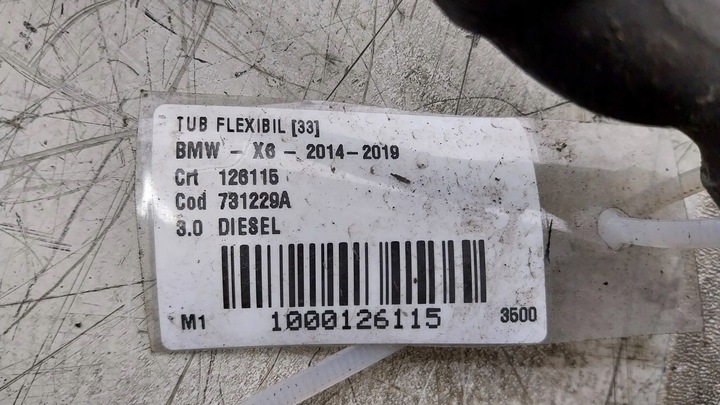 TUB FLEXIBIL [33]
BMW - X6 - 2014-2019
Crt 126115
Cod 731229A
3.0 DIESEL
M1 1000126115 3500